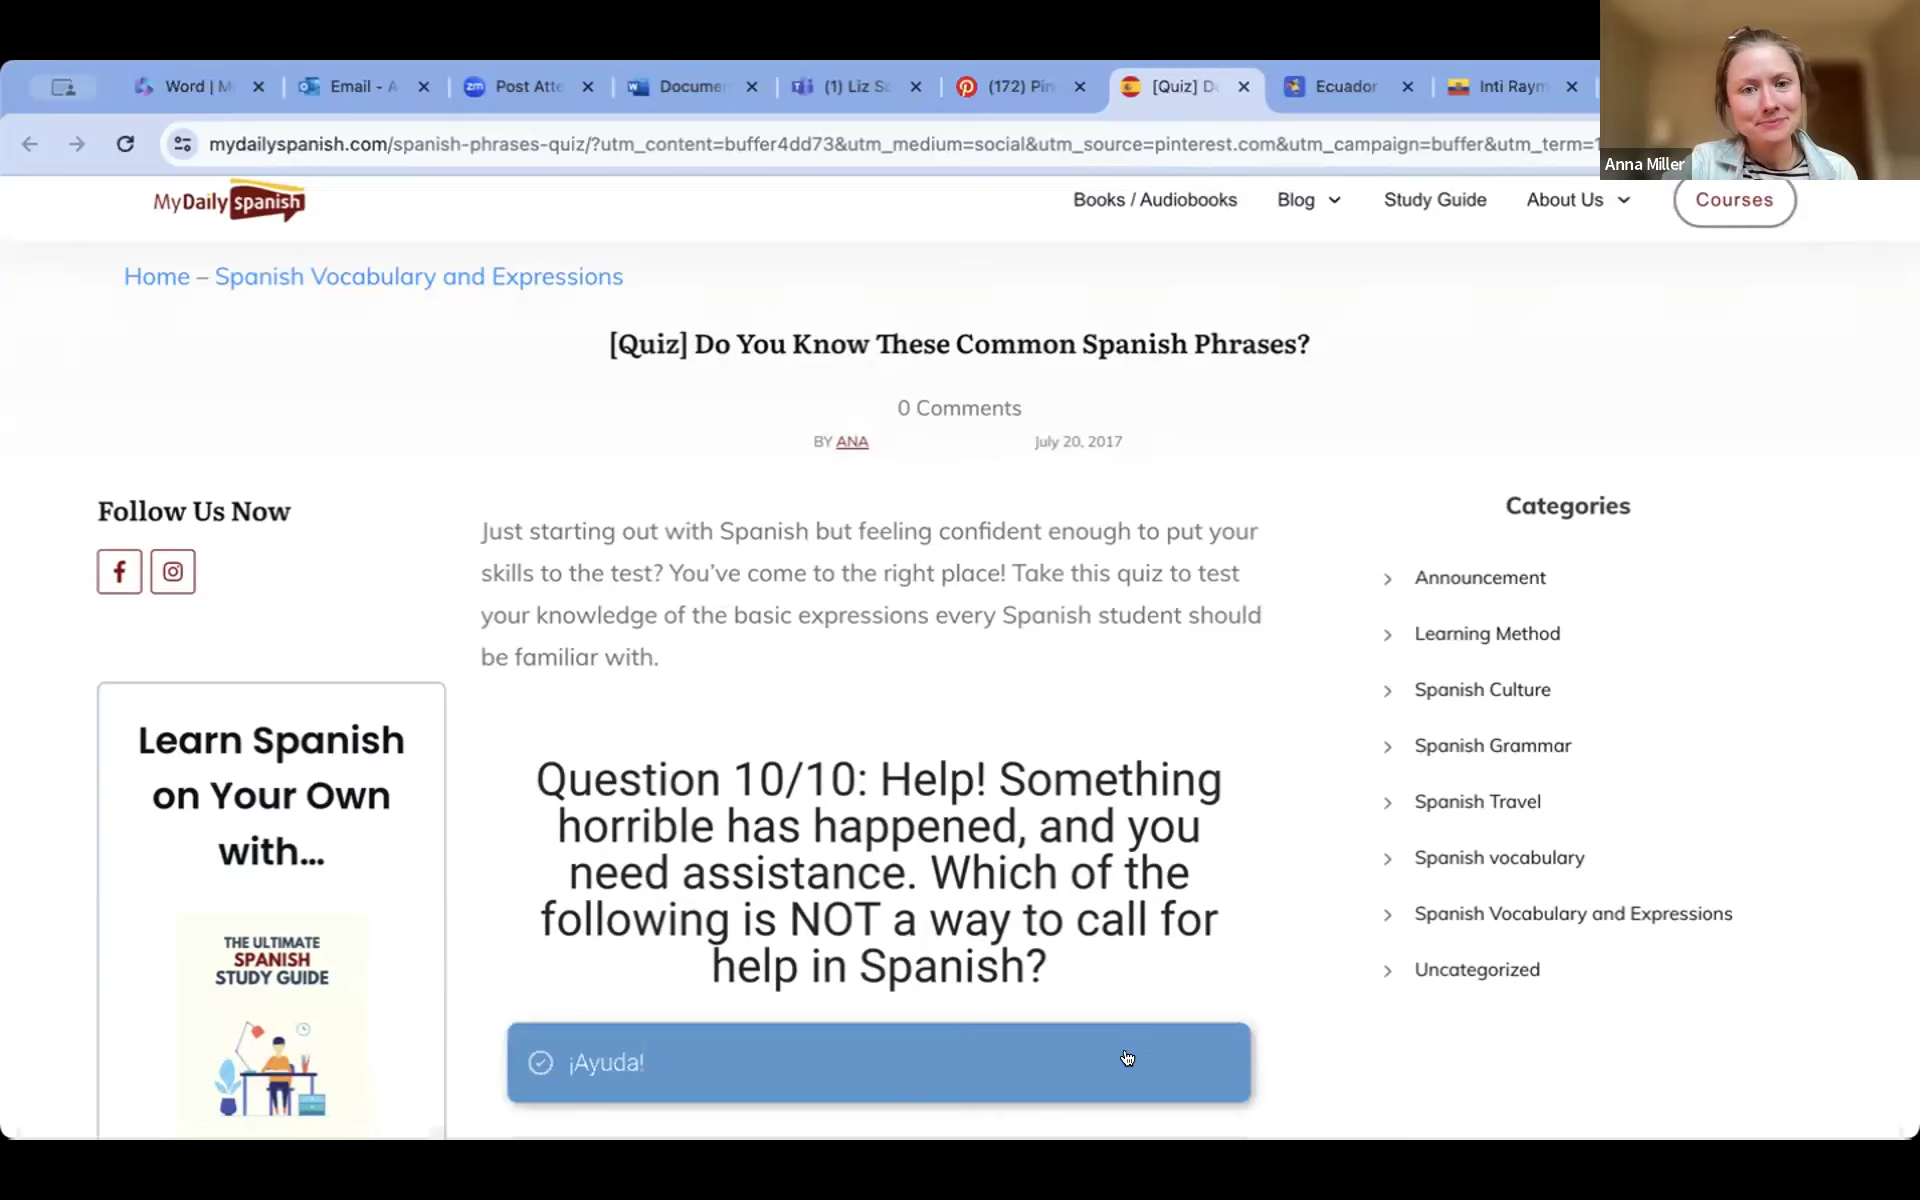 Word | M
Email - A
Post Atte
Documen
(1) Liz Sc
(172) Pin
[Quiz] D
Ecuador
Inti Raym
mydailyspanish.com/spanish-phrases-quiz/?utm_content=buffer4dd73&utm_medium=social&utm_source=pinterest.com&utm_campaign=buffer&utm_term=
Anna Miller
MyDaily spanish
Books / Audiobooks
Blog
Study Guide
About Us
Courses
Home – Spanish Vocabulary and Expressions
[Quiz] Do You Know These Common Spanish Phrases?
0 Comments
BY ANA
July 20, 2017
Follow Us Now
Just starting out with Spanish but feeling confident enough to put your
skills to the test? You’ve come to the right place! Take this quiz to test
your knowledge of the basic expressions every Spanish student should
be familiar with.
Learn Spanish
on Your Own
with...
THE ULTIMATE
SPANISH
STUDY GUIDE
Question 10/10: Help! Something
horrible has happened, and you
need assistance. Which of the
following is NOT a way to call for
help in Spanish?
¡Ayuda!
Categories
Announcement
Learning Method
Spanish Culture
Spanish Grammar
Spanish Travel
Spanish vocabulary
Spanish Vocabulary and Expressions
Uncategorized